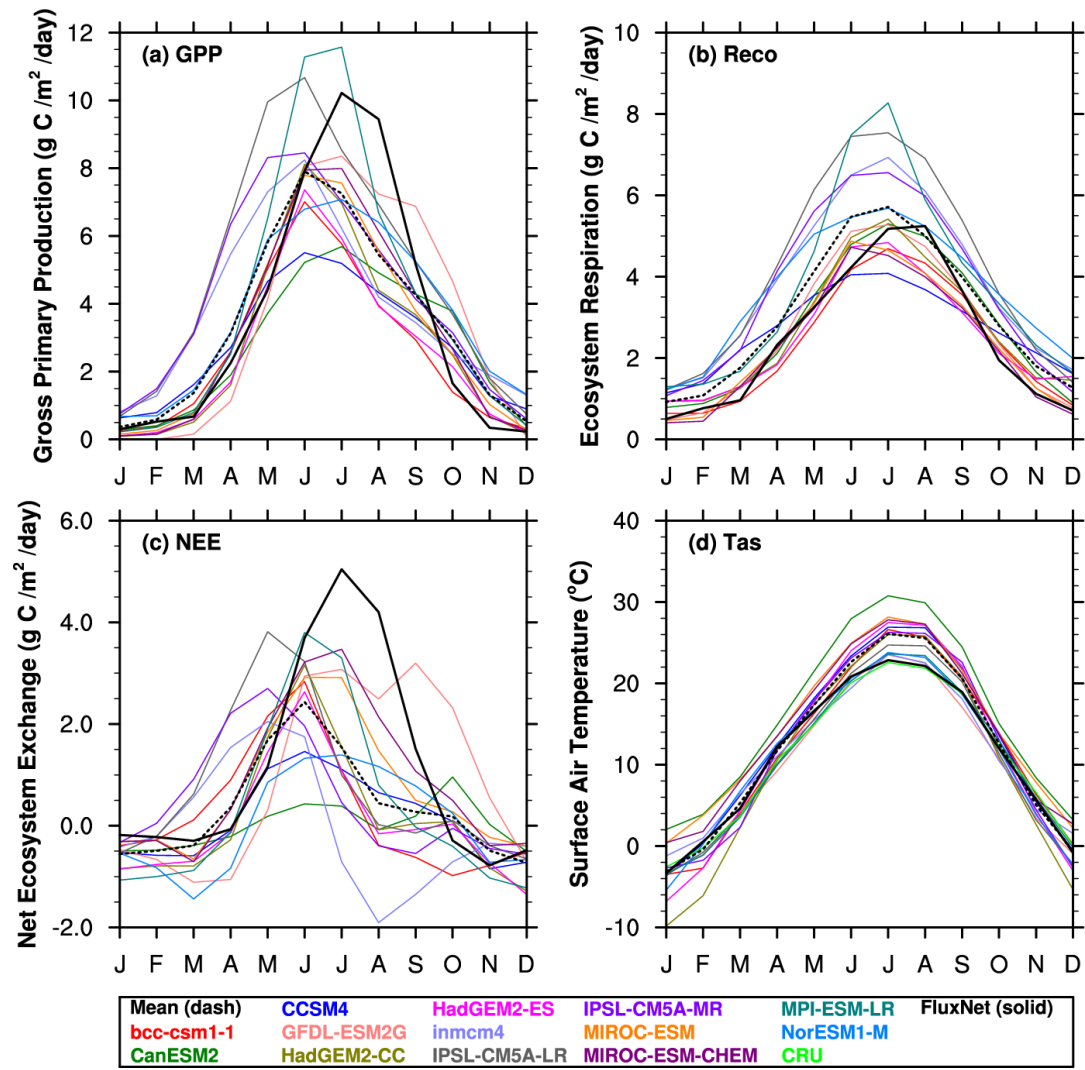 (a) GPP
Gross Primary Production (g C /m² /day)
12
10
8
6
4
2
0
J F M A M J J A S O N D
(b) Reco
Ecosystem Respiration (g C /m² /day)
10
8
6
4
2
0
J F M A M J J A S O N D
(c) NEE
Net Ecosystem Exchange (g C /m² /day)
6.0
4.0
2.0
0.0
-2.0
J F M A M J J A S O N D
(d) Tas
Surface Air Temperature (°C)
40
30
20
10
0
-10
J F M A M J J A S O N D
Mean (dash) CCSM4 HadGEM2-ES IPSL-CM5A-MR MPI-ESM-LR FluxNet (solid)
bcc-csm1-1 GFDL-ESM2G inmcm4 MIROC-ESM NorESM1-M
CanESM2 HadGEM2-CC IPSL-CM5A-LR MIROC-ESM-CHEM CRU